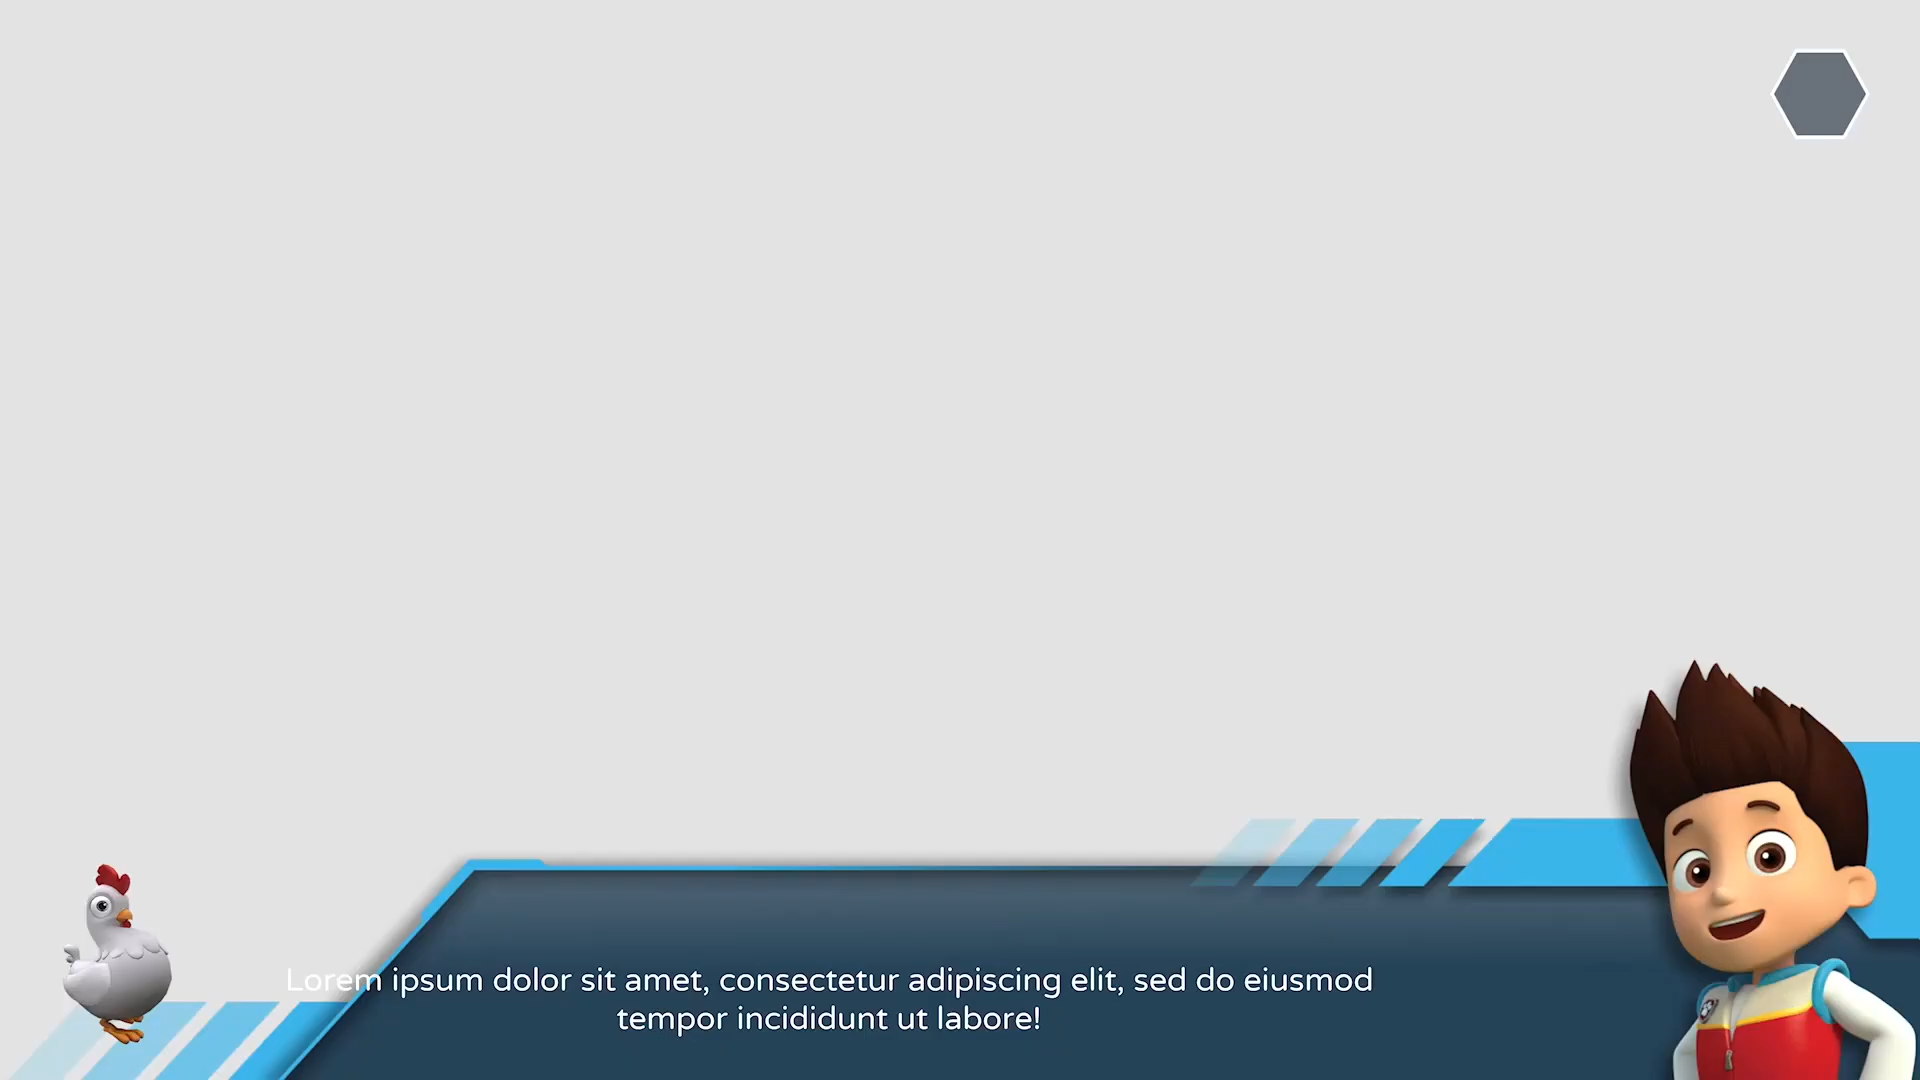 Lorem ipsum dolor sit amet, consectetur adipiscing elit, sed do eiusmod
tempor incididunt ut labore!